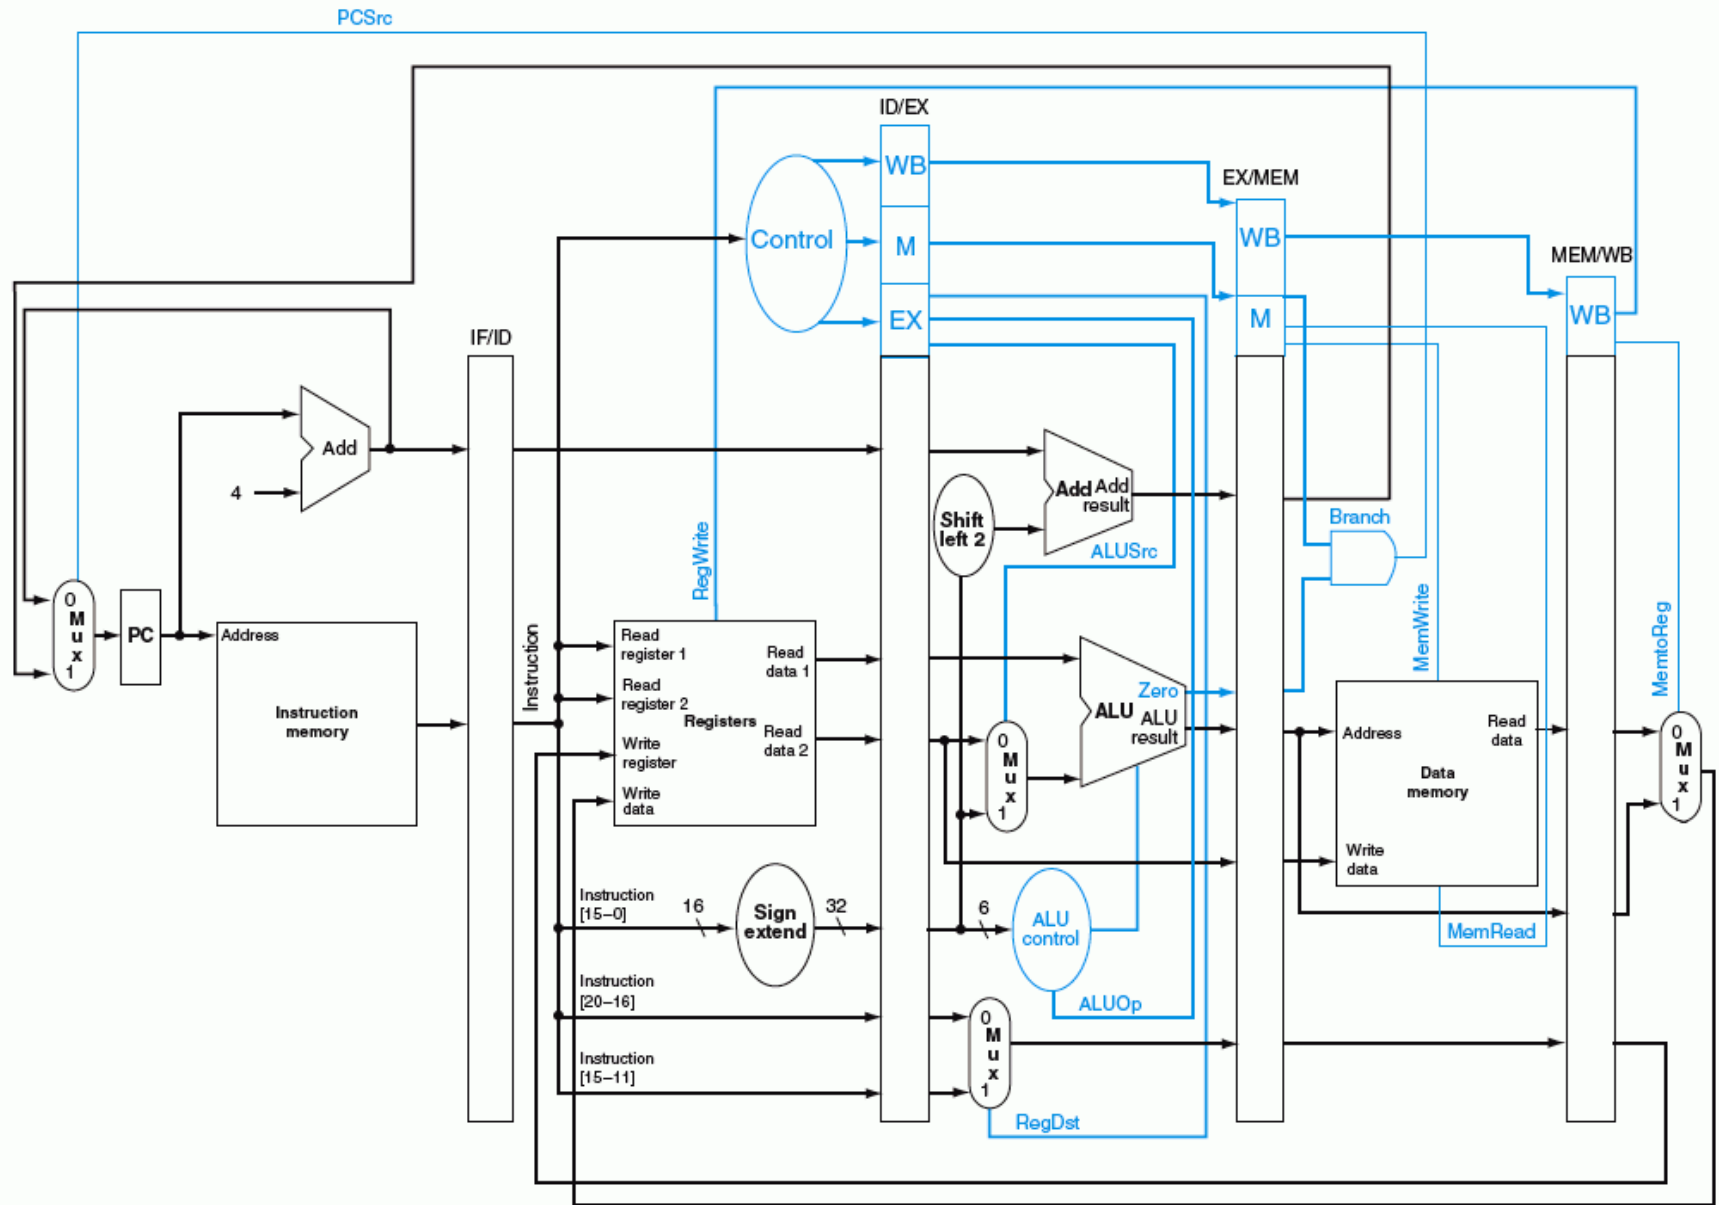 PCSrc
ID/EX
WB
EX/MEM
Control
M
WB
MEM/WB
EX
M
WB
IF/ID
Add
4
Add Add
result
Shift
left 2
Branch
ALUSrc
RegWrite
MemWrite
MemtoReg
0
M
u
x
1
PC
Address
Instruction
memory
Instruction
Read
register 1
Read
register 2
Write
register
Write
data
Registers
Read
data 1
Read
data 2
0
M
u
x
1
Zero
ALU
ALU
result
Address
Read
data
Data
memory
Write
data
0
M
u
x
1
Instruction
[15–0]
16
Sign
extend
32
6
ALU
control
MemRead
Instruction
[20–16]
ALUOp
0
M
u
x
1
Instruction
[15–11]
RegDst